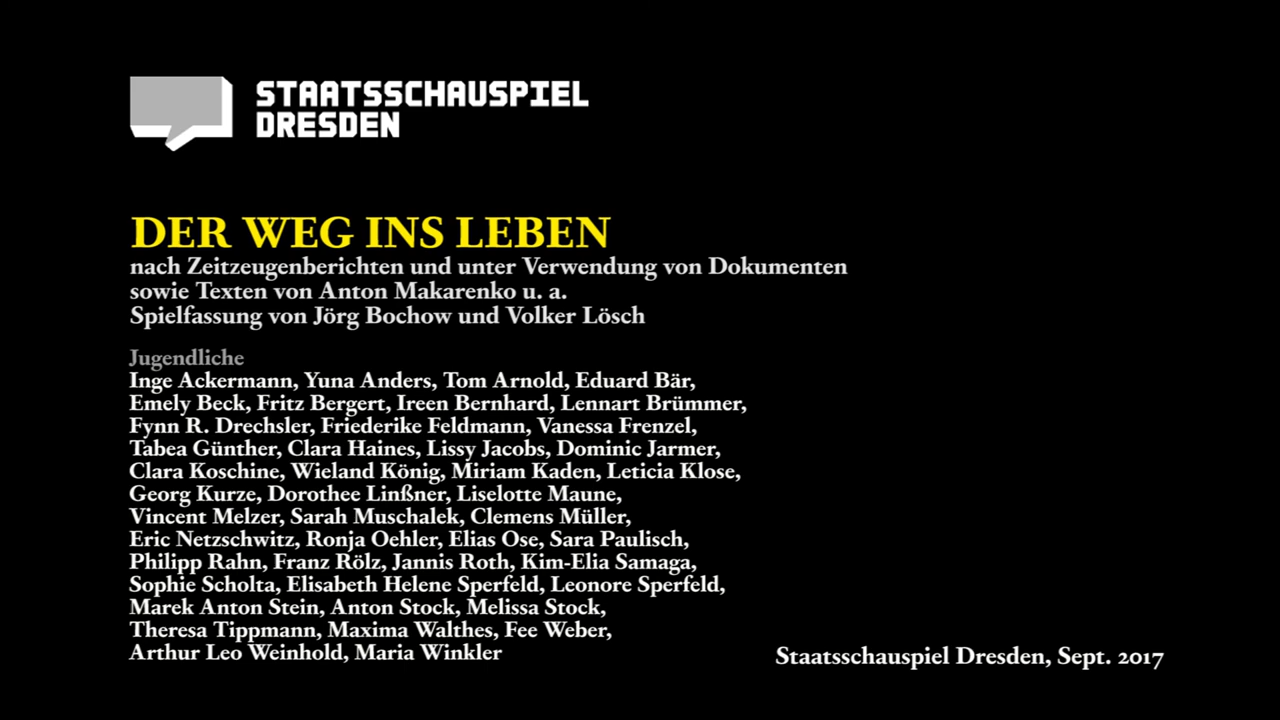 STAATSSCHAUSPIEL
DRESDEN
DER WEG INS LEBEN
nach Zeitzeugenberichten und unter Verwendung von Dokumenten
sowie Texten von Anton Makarenko u. a.
Spielfassung von Jörg Bochow und Volker Lösch
Jugendliche
Inge Ackermann, Yuna Anders, Tom Arnold, Eduard Bär,
Emely Beck, Fritz Bergert, Ireen Bernhard, Lennart Brümmer,
Fynn R. Drechsler, Friederike Feldmann, Vanessa Frenzel,
Tabea Günther, Clara Haines, Lissy Jacobs, Dominic Jarmer,
Clara Koschine, Wieland König, Miriam Kaden, Leticia Klose,
Georg Kurze, Dorothee Linßner, Liselotte Maune,
Vincent Melzer, Sarah Muschalek, Clemens Müller,
Eric Netzschwitz, Ronja Oehler, Elias Ose, Sara Paulisch,
Philipp Rahn, Franz Rölz, Jannis Roth, Kim-Elia Samaga,
Sophie Scholta, Elisabeth Helene Sperfeld, Leonore Sperfeld,
Marek Anton Stein, Anton Stock, Melissa Stock,
Theresa Tippmann, Maxima Walthes, Fee Weber,
Arthur Leo Weinhold, Maria Winkler
Staatsschauspiel Dresden, Sept. 2017